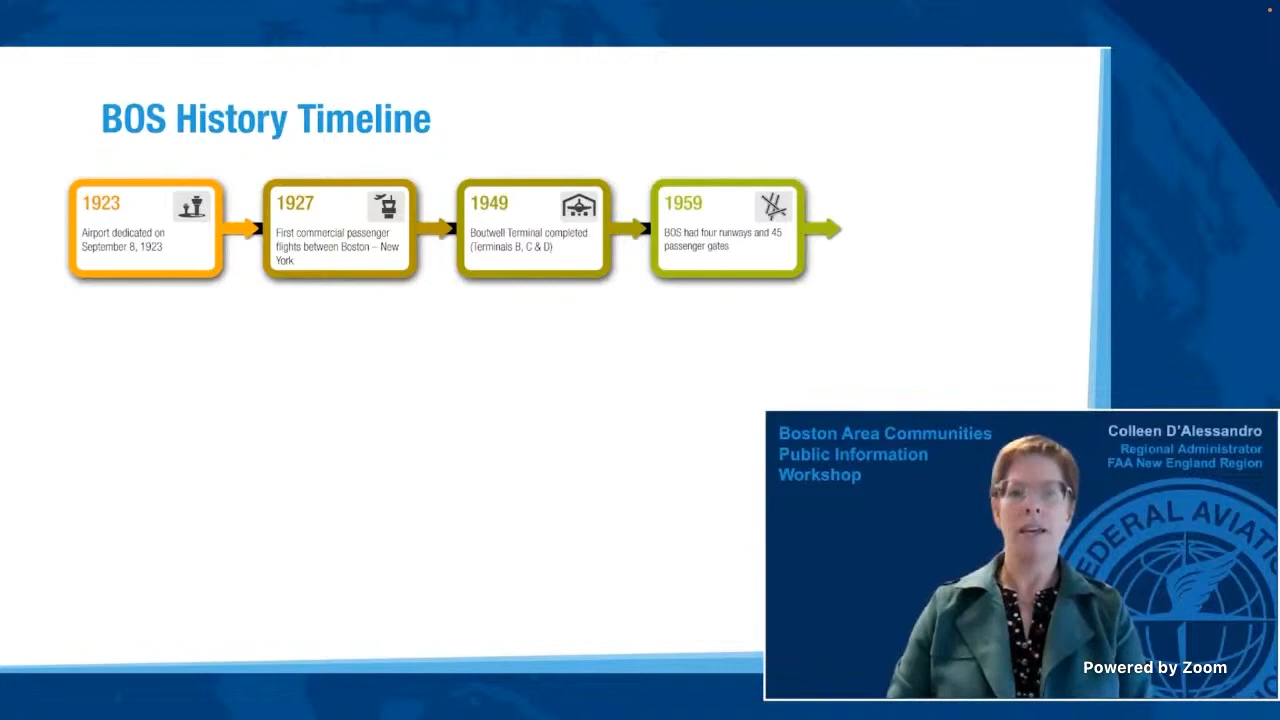 BOS History Timeline
1923
Airport dedicated on
September 8, 1923
1927
First commercial passenger
flights between Boston – New
York
1949
Boutwell Terminal completed
(Terminals B, C & D)
1959
BOS had four runways and 45
passenger gates
Boston Area Communities
Public Information
Workshop
Colleen D'Alessandro
Regional Administrator
FAA New England Region
EDERAL AVIATIO
Powered by Zoom